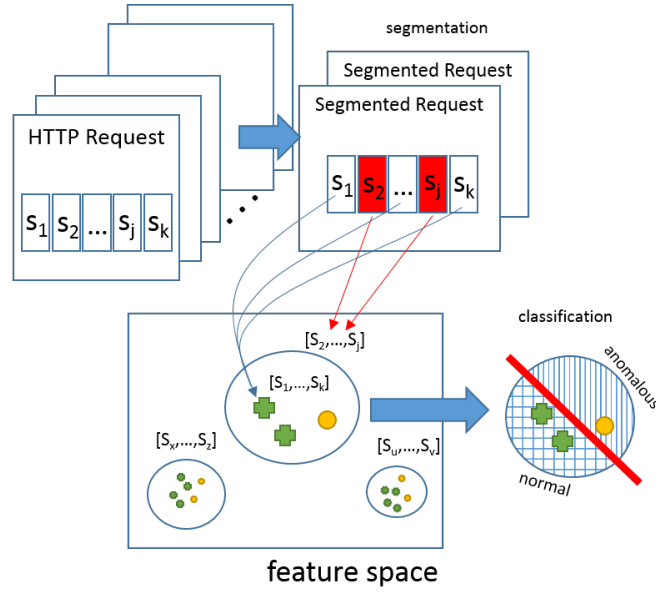 segmentation
Segmented Request
Segmented Request
HTTP Request
S1 S2 ... Sj Sk
S1 S2 ... Sj Sk
classification
[S2,...,Sj]
[S1,...,Sk]
[Sx,...,Sz]
[Su,...,Sv]
anomalous
normal
feature space